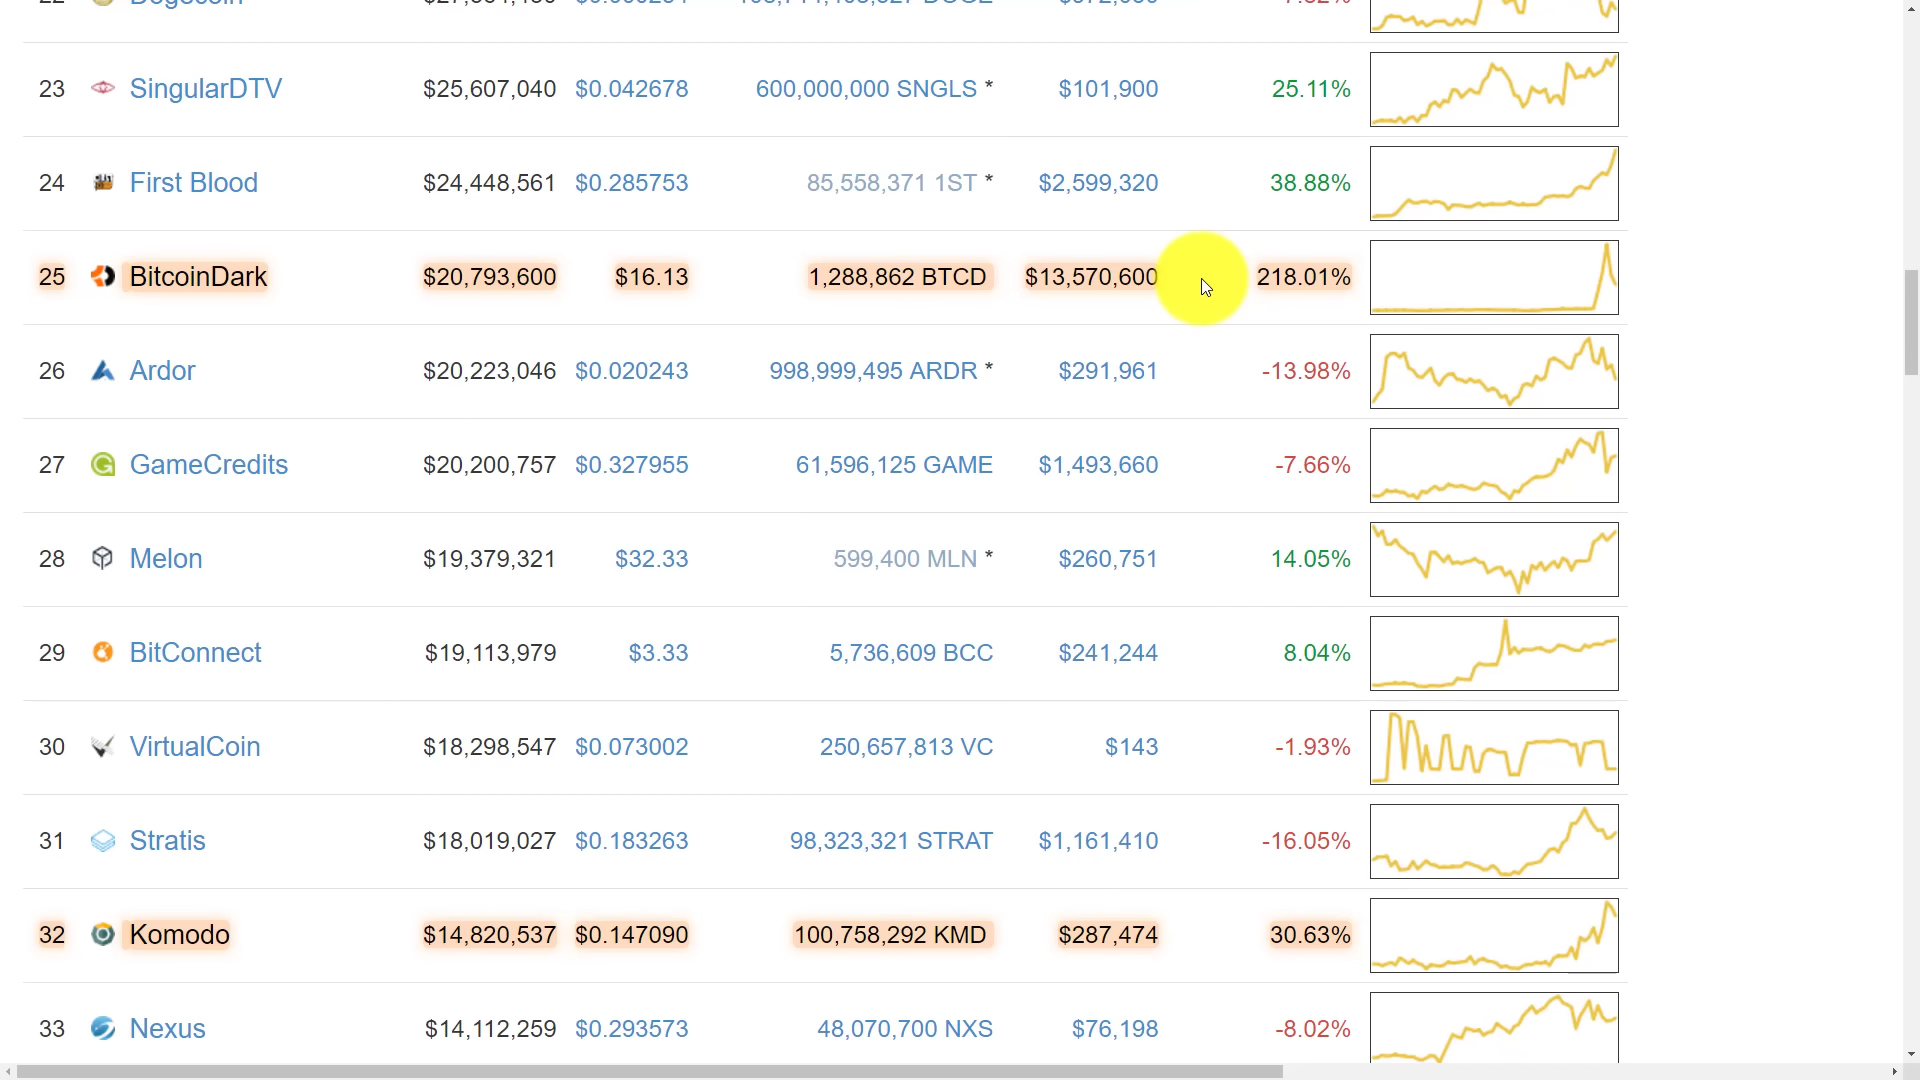 23 SingularDTV $25,607,040 $0.042678 600,000,000 SNGLS * $101,900 25.11%
24 First Blood $24,448,561 $0.285753 85,558,371 1ST * $2,599,320 38.88%
25 BitcoinDark $20,793,600 $16.13 1,288,862 BTCD $13,570,600 218.01%
26 Ardor $20,223,046 $0.020243 998,999,495 ARDR * $291,961 -13.98%
27 GameCredits $20,200,757 $0.327955 61,596,125 GAME $1,493,660 -7.66%
28 Melon $19,379,321 $32.33 599,400 MLN * $260,751 14.05%
29 BitConnect $19,113,979 $3.33 5,736,609 BCC $241,244 8.04%
30 VirtualCoin $18,298,547 $0.073002 250,657,813 VC $143 -1.93%
31 Stratis $18,019,027 $0.183263 98,323,321 STRAT $1,161,410 -16.05%
32 Komodo $14,820,537 $0.147090 100,758,292 KMD $287,474 30.63%
33 Nexus $14,112,259 $0.293573 48,070,700 NXS $76,198 -8.02%